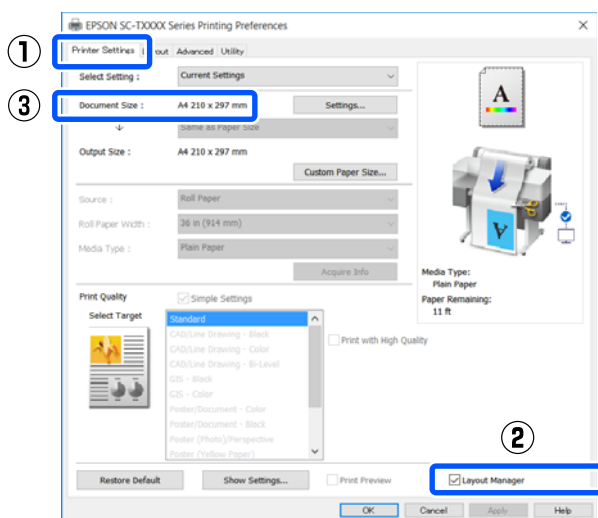 EPSON SC-TXXXX Series Printing Preferences
① Printer Settings out Advanced Utility
Select Setting : Current Settings
③ Document Size : A4 210 x 297 mm Settings...
Same as Paper Size
Output Size : A4 210 x 297 mm
Custom Paper Size...
Source : Roll Paper
Roll Paper Width : 36 in (914 mm)
Media Type : Plain Paper
Acquire Info
A
A
Media Type:
Plain Paper
Paper Remaining:
11 ft
Print Quality Simple Settings
Select Target Standard
CAD/Line Drawing - Black
CAD/Line Drawing - Color
CAD/Line Drawing - Bi-Level
GIS - Black
GIS - Color
Poster/Document - Color
Poster/Document - Black
Poster (Photo)/Perspective
Poster (Yellow Paper)
Print with High Quality
②
Restore Default Show Settings... Print Preview Layout Manager
OK Cancel Apply Help